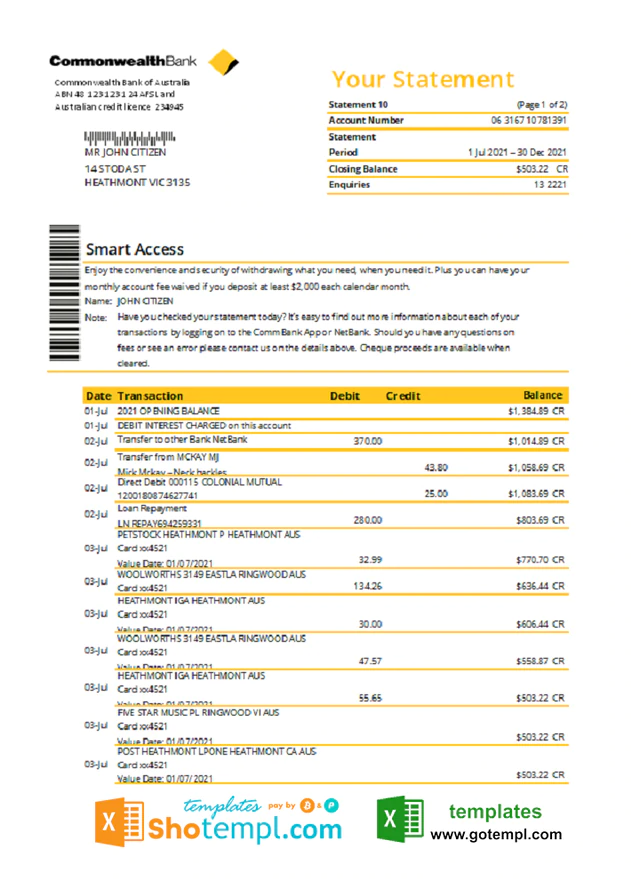 CommonwealthBank
Commonwealth Bank of Australia
ABN 48 123123124 AFSL and
Australian credit licence 234945
Your Statement
Statement 10 (Page 1 of 2)
Account Number 06 316710781391
Statement
Period 1 Jul 2021 – 30 Dec 2021
Closing Balance $503.22 CR
Enquiries 13 2221
MR JOHN CITIZEN
14 STODA ST
HEATHMONT VIC 3135
Smart Access
Enjoy the convenience and security of withdrawing what you need, when you need it. Plus you can have your
monthly account fee waived if you deposit at least $2,000 each calendar month.
Name: JOHN CITIZEN
Note: Have you checked your statement today? It's easy to find out more information about each of your
transactions by logging on to the CommBank App or NetBank. Should you have any questions on
fees or see an error please contact us on the details above. Cheque proceeds are available when
cleared.
Date Transaction Debit Credit Balance
01-Jul 2021 OPENING BALANCE $1,384.89 CR
01-Jul DEBIT INTEREST CHARGED on this account
02-Jul Transfer to other Bank NetBank 370.00 $1,014.89 CR
02-Jul Transfer from MCKAY MJ
Mick Mckay – Neck hackles 43.80 $1,058.69 CR
02-Jul Direct Debit 000115 COLONIAL MUTUAL
1200180874627741 25.00 $1,083.69 CR
02-Jul Loan Repayment
LN REPAY694259331 280.00 $803.69 CR
PETSTOCK HEATHMONT P HEATHMONT AUS
03-Jul Card xx4521
Value Date: 01/07/2021 32.99 $770.70 CR
03-Jul WOOLWORTHS 3149 EASTLA RINGWOOD AUS
Card xx4521 134.26 $636.44 CR
HEATHMONT IGA HEATHMONT AUS
03-Jul Card xx4521
Value Date: 01/07/2021 30.00 $606.44 CR
WOOLWORTHS 3149 EASTLA RINGWOOD AUS
03-Jul Card xx4521
Value Date: 01/07/2021 47.57 $558.87 CR
HEATHMONT IGA HEATHMONT AUS
03-Jul Card xx4521
Value Date: 01/07/2021 55.65 $503.22 CR
FIVE STAR MUSIC PL RINGWOOD VI AUS
03-Jul Card xx4521
Value Date: 01/07/2021 $503.22 CR
POST HEATHMONT LPONE HEATHMONT CA AUS
03-Jul Card xx4521
Value Date: 01/07/2021 $503.22 CR
templates pay by & P
Shotempl.com
templates
www.gotempl.com